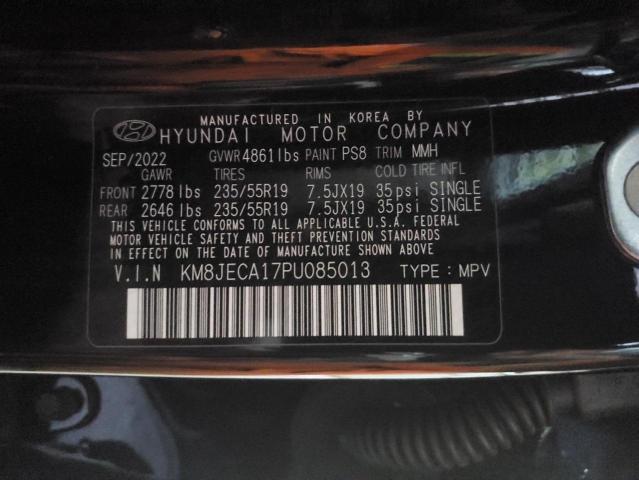 MANUFACTURED IN KOREA BY
HYUNDAI MOTOR COMPANY
SEP/2022 GVWR 4861 lbs PAINT PS8 TRIM MMH
GAWR TIRES RIMS COLD TIRE INFL
FRONT 2778 lbs 235/55R19 7.5JX19 35psi SINGLE
REAR 2646 lbs 235/55R19 7.5JX19 35psi SINGLE
THIS VEHICLE CONFORMS TO ALL APPLICABLE U.S.A. FEDERAL
MOTOR VEHICLE SAFETY AND THEFT PREVENTION STANDARDS
IN EFFECT ON THE DATE OF MANUFACTURE SHOWN ABOVE
V.I.N KM8JECA17PU085013 TYPE : MPV